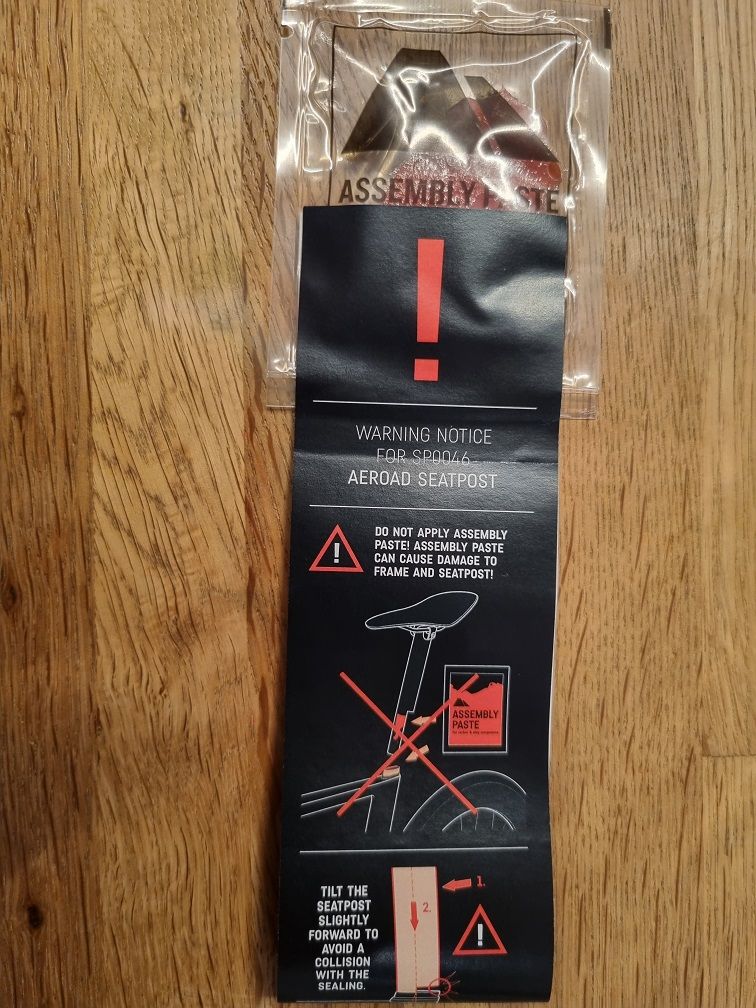 ASSEMBLY PASTE
!
WARNING NOTICE
FOR SP0046
AEROAD SEATPOST
!
DO NOT APPLY ASSEMBLY
PASTE! ASSEMBLY PASTE
CAN CAUSE DAMAGE TO
FRAME AND SEATPOST!
ASSEMBLY
PASTE
TILT THE
SEATPOST
SLIGHTLY
FORWARD TO
AVOID A
COLLISION
WITH THE
SEALING.
1.
2.
!